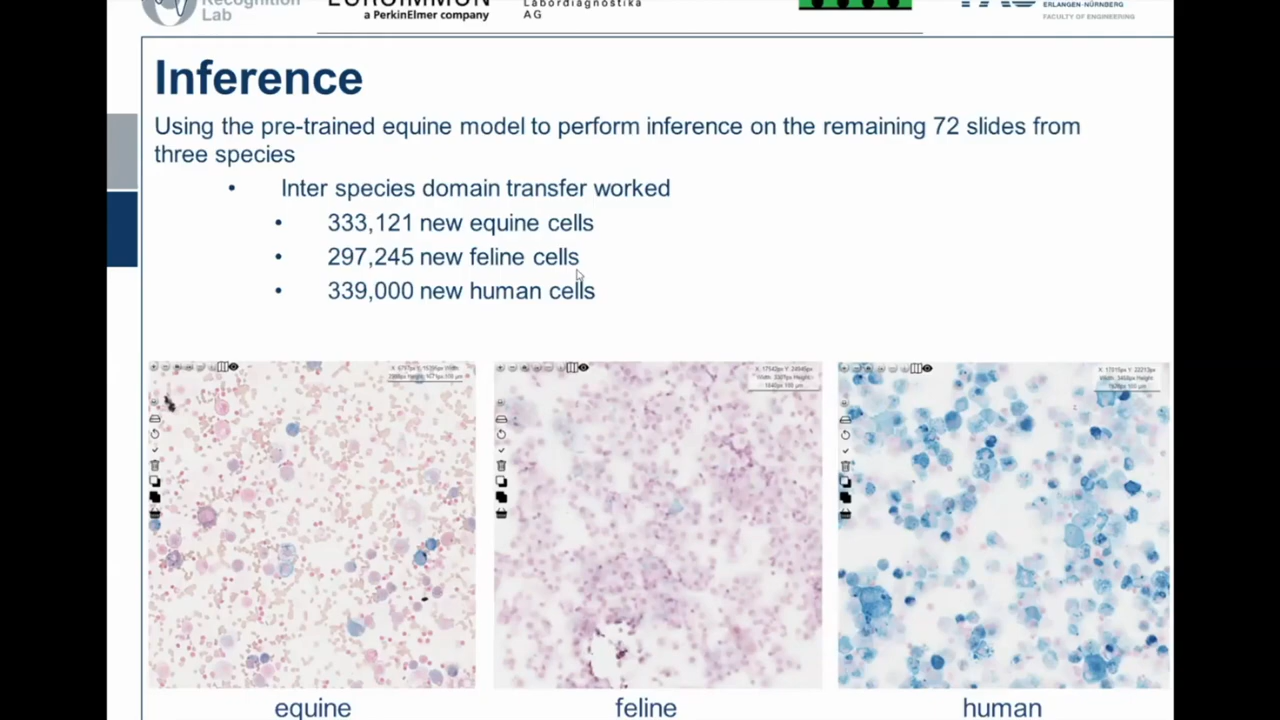 Recognition
Lab
EUROIMMUN
a PerkinElmer company
Labordiagnostika
AG
ERLANGEN-NÜRNBERG
FACULTY OF ENGINEERING
Inference
Using the pre-trained equine model to perform inference on the remaining 72 slides from
three species
• Inter species domain transfer worked
• 333,121 new equine cells
• 297,245 new feline cells
• 339,000 new human cells
equine
feline
human